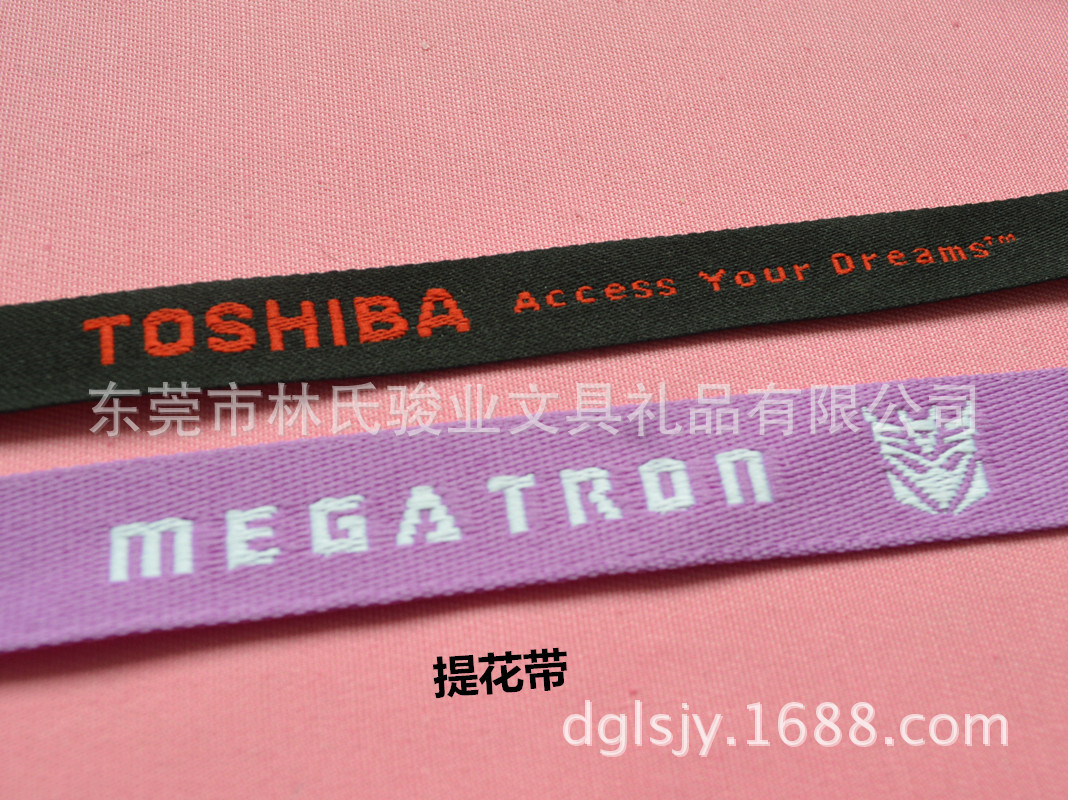 TOSHIBA Access Your Dreams™
东莞市林氏骏业文具礼品有限公司
MEGATRON
提花带
dglsjy.1688.com